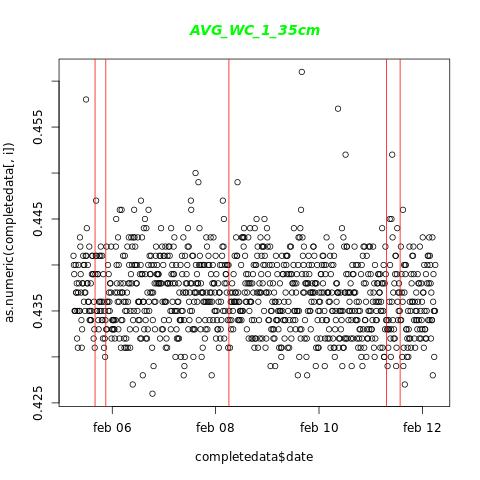 AVG_WC_1_35cm
as.numeric(completedata[, i])
0.455
0.445
0.435
0.425
feb 06
feb 08
feb 10
feb 12
completedata$date